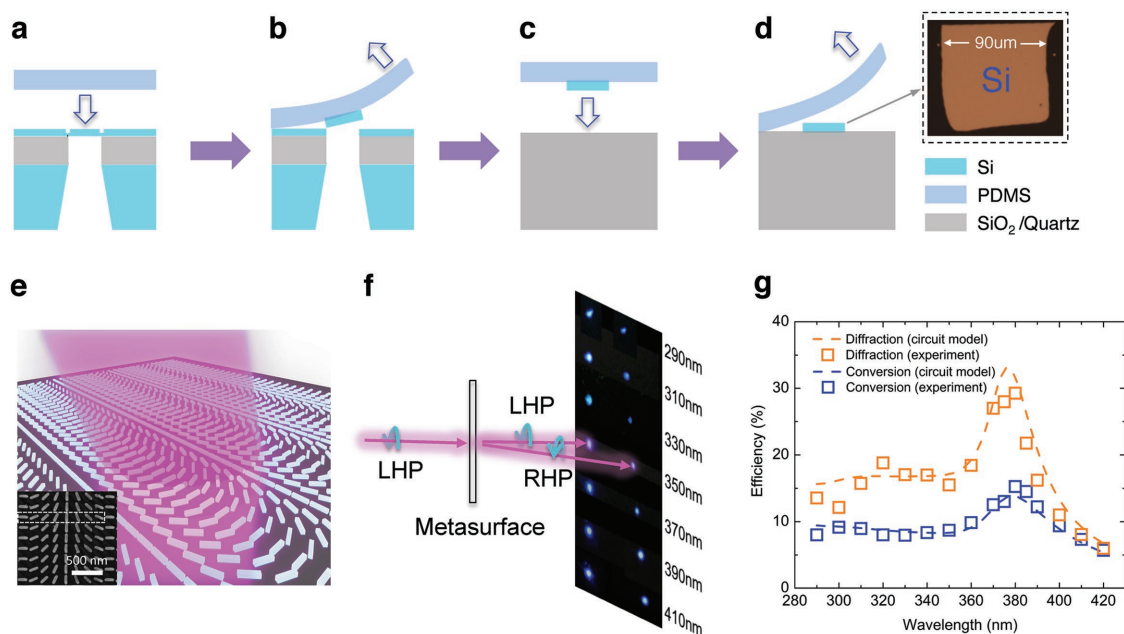 a
b
c
d
90um
Si
Si
PDMS
SiO2/Quartz
e
f
g
500 nm
LHP
LHP
RHP
Metasurface
290nm
310nm
330nm
350nm
370nm
390nm
410nm
40
30
20
10
0
Efficiency (%)
Diffraction (circuit model)
Diffraction (experiment)
Conversion (circuit model)
Conversion (experiment)
280 300 320 340 360 380 400 420
Wavelength (nm)